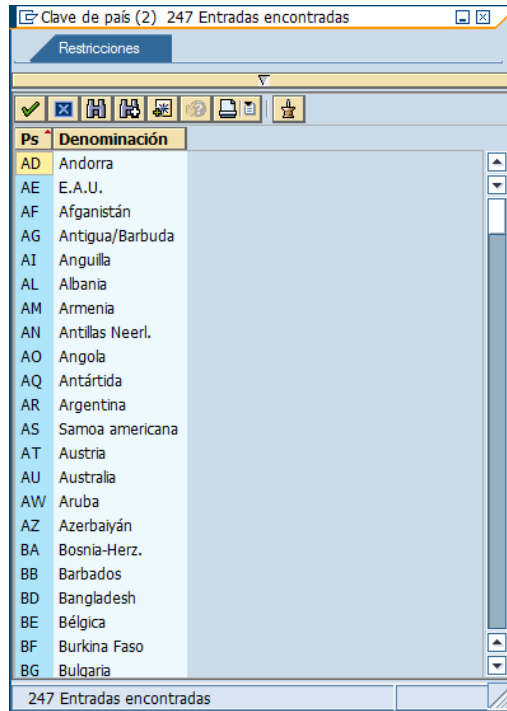 Clave de país (2) 247 Entradas encontradas
Restricciones
Ps Denominación
AD Andorra
AE E.A.U.
AF Afganistán
AG Antigua/Barbuda
AI Anguilla
AL Albania
AM Armenia
AN Antillas Neerl.
AO Angola
AQ Antártida
AR Argentina
AS Samoa americana
AT Austria
AU Australia
AW Aruba
AZ Azerbaiyán
BA Bosnia-Herz.
BB Barbados
BD Bangladesh
BE Bélgica
BF Burkina Faso
BG Bulgaria
247 Entradas encontradas